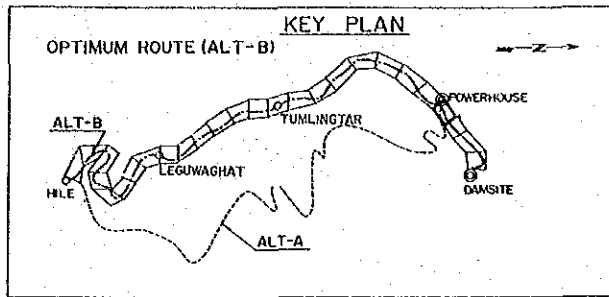 KEY PLAN
OPTIMUM ROUTE (ALT-B)
N
POWERHOUSE
TUMLINGTAR
ALT-B
LEGUWAGHAT
HILE
DAMSITE
ALT-A